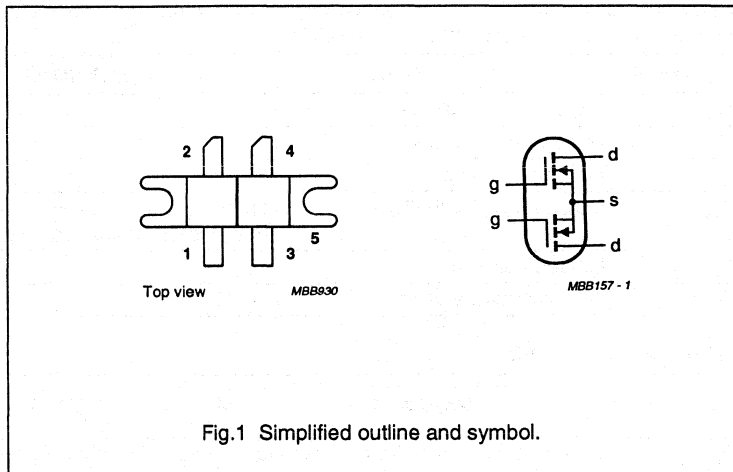 2 4
1 3 5
Top view MBB930
d
g
s
g
d
MBB157 - 1
Fig.1 Simplified outline and symbol.